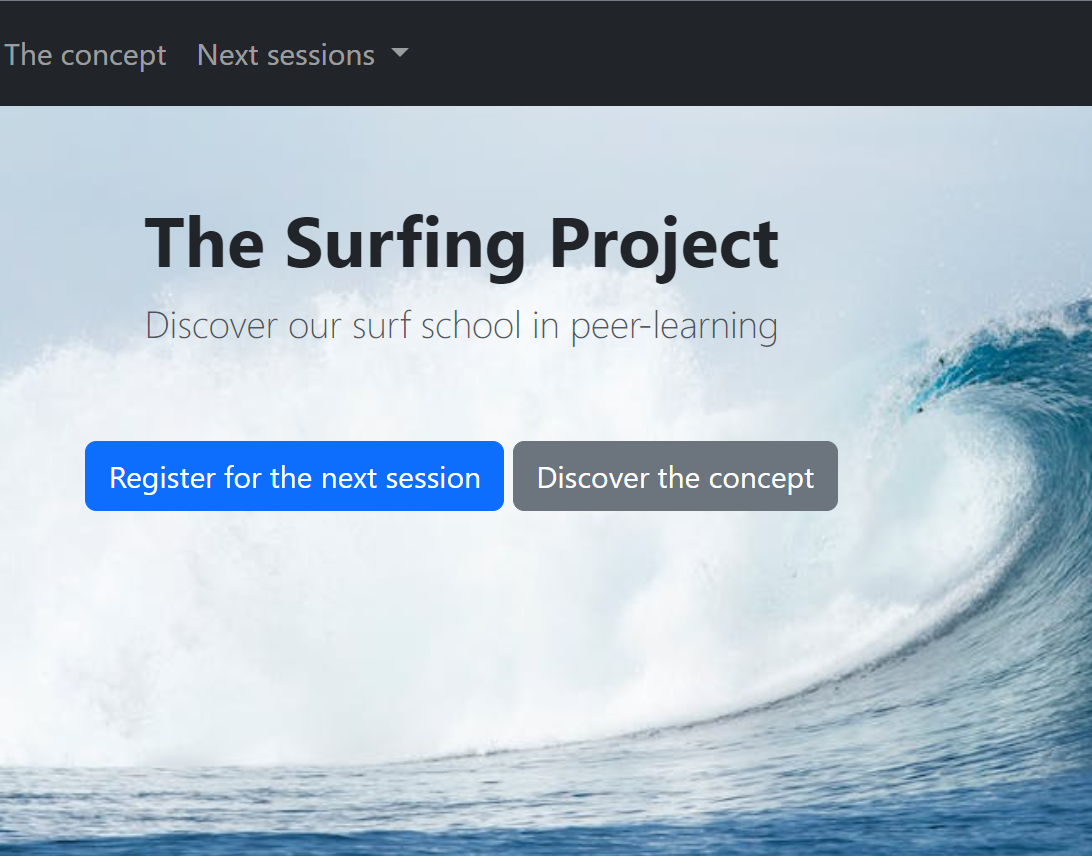 The concept Next sessions
The Surfing Project
Discover our surf school in peer-learning
Register for the next session Discover the concept